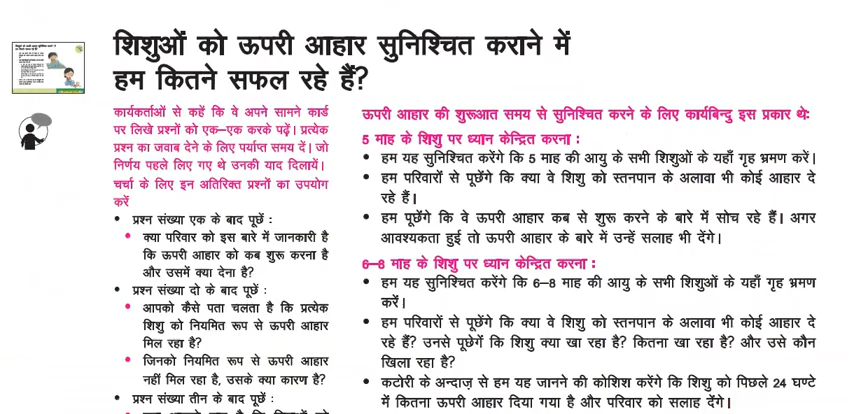 शिशुओं को ऊपरी आहार सुनिश्चित कराने में
हम कितने सफल रहे हैं?
कार्यकर्ताओं से कहें कि वे अपने सामने कार्ड
पर लिखे प्रश्नों को एक–एक करके पढ़ें। प्रत्येक
प्रश्न का जवाब देने के लिए पर्याप्त समय दें। जो
निर्णय पहले लिए गए थे उनकी याद दिलायें।
चर्चा के लिए इन अतिरिक्त प्रश्नों का उपयोग
करें
• प्रश्न संख्या एक के बाद पूछें :
• क्या परिवार को इस बारे में जानकारी है
कि ऊपरी आहार को कब शुरू करना है
और उसमें क्या देना है?
• प्रश्न संख्या दो के बाद पूछें :
• आपको कैसे पता चलता है कि प्रत्येक
शिशु को नियमित रूप से ऊपरी आहार
मिल रहा है?
• जिनको नियमित रूप से ऊपरी आहार
नहीं मिल रहा है, उसके क्या कारण है?
• प्रश्न संख्या तीन के बाद पूछें :
ऊपरी आहार की शुरूआत समय से सुनिश्चित करने के लिए कार्यबिन्दु इस प्रकार थेः
5 माह के शिशु पर ध्यान केन्द्रित करना :
• हम यह सुनिश्चित करेंगे कि 5 माह की आयु के सभी शिशुओं के यहाँ गृह भ्रमण करें।
• हम परिवारों से पूछेंगे कि क्या वे शिशु को स्तनपान के अलावा भी कोई आहार दे
रहे हैं।
• हम पूछेंगे कि वे ऊपरी आहार कब से शुरू करने के बारे में सोच रहे हैं। अगर
आवश्यकता हुई तो ऊपरी आहार के बारे में उन्हें सलाह भी देंगे।
6–8 माह के शिशु पर ध्यान केन्द्रित करना :
• हम यह सुनिश्चित करेंगे कि 6–8 माह की आयु के सभी शिशुओं के यहाँ गृह भ्रमण
करें।
• हम परिवारों से पूछेंगे कि क्या वे शिशु को स्तनपान के अलावा भी कोई आहार दे
रहे हैं? उनसे पूछेगें कि शिशु क्या खा रहा है? कितना खा रहा है? और उसे कौन
खिला रहा है?
• कटोरी के अन्दाज़ से हम यह जानने की कोशिश करेंगे कि शिशु को पिछले 24 घण्टे
में कितना ऊपरी आहार दिया गया है और परिवार को सलाह देंगे।